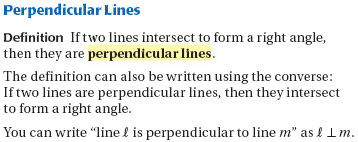 Perpendicular Lines
Definition If two lines intersect to form a right angle,
then they are perpendicular lines.
The definition can also be written using the converse:
If two lines are perpendicular lines, then they intersect
to form a right angle.
You can write “line ℓ is perpendicular to line m” as ℓ ⊥ m.